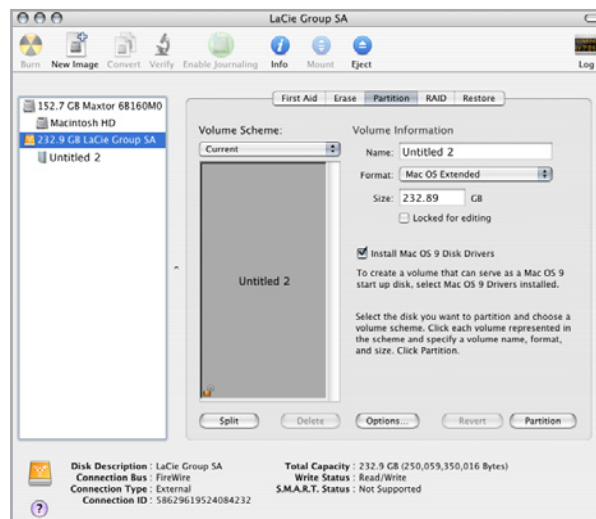 LaCie Group SA
Burn New Image Convert Verify Enable Journaling Info Mount Eject Log
First Aid Erase Partition RAID Restore
152.7 GB Maxtor 6B160M0
Macintosh HD
232.9 GB LaCie Group SA
Untitled 2
Volume Scheme:
Current
Untitled 2
Volume Information
Name: Untitled 2
Format: Mac OS Extended
Size: 232.89 GB
Locked for editing
Install Mac OS 9 Disk Drivers
To create a volume that can serve as a Mac OS 9
start up disk, select Mac OS 9 Drivers installed.
Select the disk you want to partition and choose a
volume scheme. Click each volume represented in
the scheme and specify a volume name, format,
and size. Click Partition.
Split Delete Options... Revert Partition
Disk Description : LaCie Group SA
Connection Bus : FireWire
Connection Type : External
Connection ID : 58629619524084232
Total Capacity : 232.9 GB (250,059,350,016 Bytes)
Write Status : Read/Write
S.M.A.R.T. Status : Not Supported
?